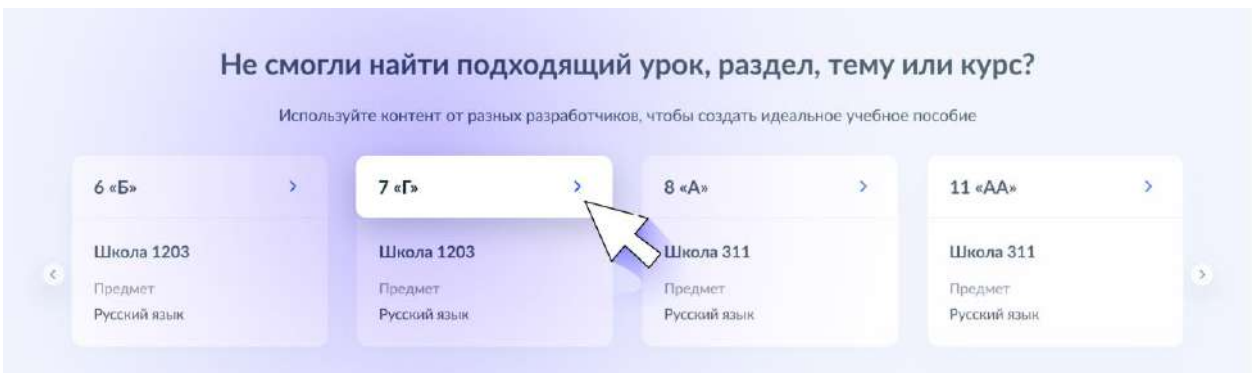 Не смогли найти подходящий урок, раздел, тему или курс?
Используйте контент от разных разработчиков, чтобы создать идеальное учебное пособие
6 «Б»
Школа 1203
Предмет
Русский язык
7 «Г»
Школа 1203
Предмет
Русский язык
8 «А»
Школа 311
Предмет
Русский язык
11 «АА»
Школа 311
Предмет
Русский язык